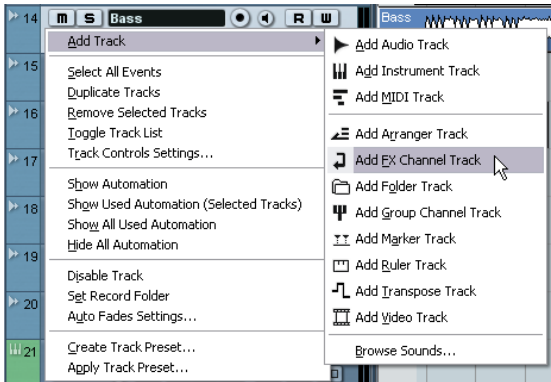 14 M S Bass R W Bass
Add Track
Add Audio Track
Add Instrument Track
Add MIDI Track
Add Arranger Track
Add FX Channel Track
Add Folder Track
Add Group Channel Track
Add Marker Track
Add Ruler Track
Add Transpose Track
Add Video Track
Browse Sounds...
15
Select All Events
Duplicate Tracks
16
Remove Selected Tracks
Toggle Track List
17
Track Controls Settings...
Show Automation
18
Show Used Automation (Selected Tracks)
Show All Used Automation
19
Hide All Automation
Disable Track
20
Set Record Folder
Auto Fades Settings...
21
Create Track Preset...
Apply Track Preset...